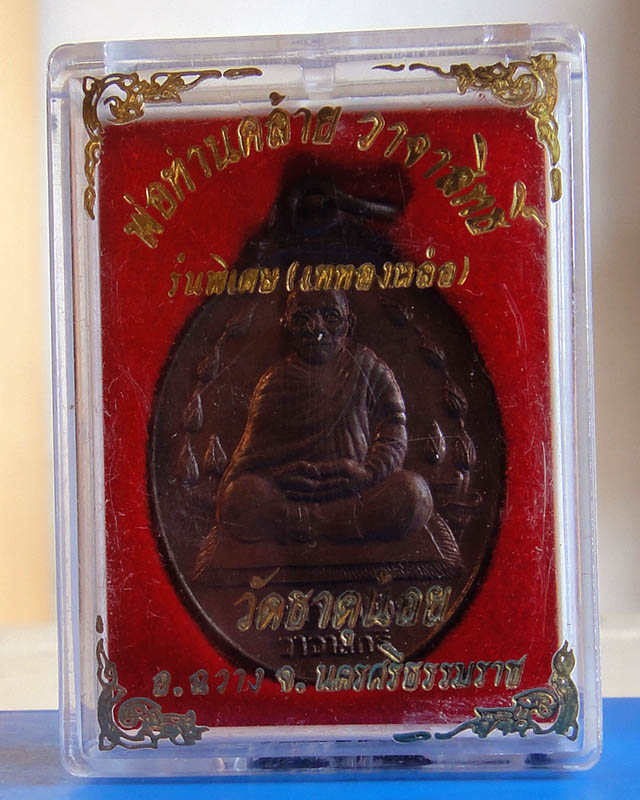 พ่อท่านคล้าย วาจาสิทธิ์
รุ่นพิเศษ (เททองหล่อ)
วัดธาตุน้อย
อ. ฉวาง จ. นครศรีธรรมราช